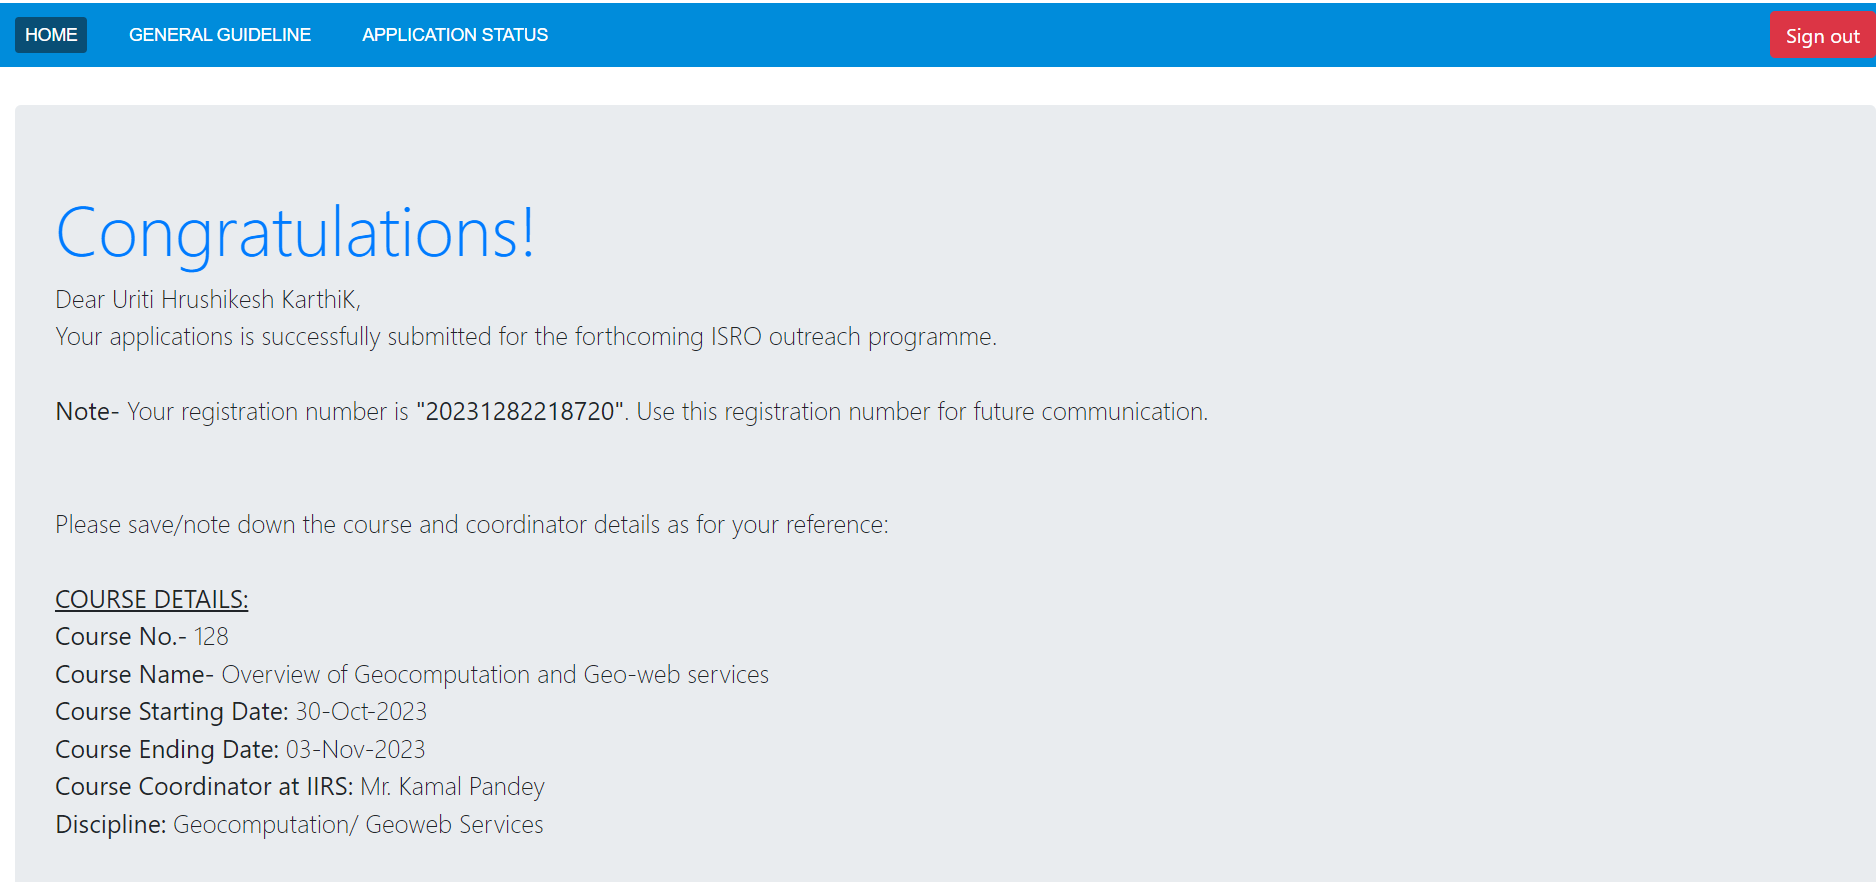 HOME GENERAL GUIDELINE APPLICATION STATUS Sign out
Congratulations!
Dear Uriti Hrushikesh KarthiK,
Your applications is successfully submitted for the forthcoming ISRO outreach programme.
Note- Your registration number is "20231282218720". Use this registration number for future communication.
Please save/note down the course and coordinator details as for your reference:
COURSE DETAILS:
Course No.- 128
Course Name- Overview of Geocomputation and Geo-web services
Course Starting Date: 30-Oct-2023
Course Ending Date: 03-Nov-2023
Course Coordinator at IIRS: Mr. Kamal Pandey
Discipline: Geocomputation/ Geoweb Services